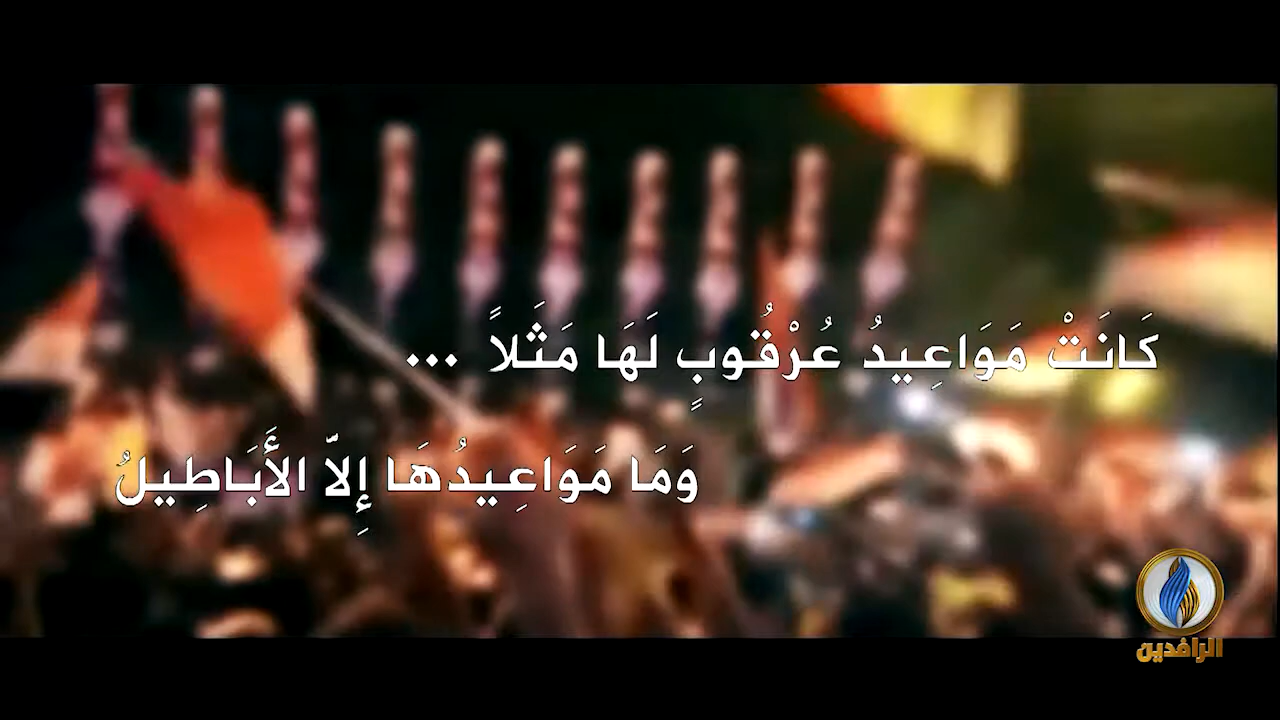 كَانَتْ مَوَاعِيدُ عُرْقُوبٍ لَهَا مَثَلاً ...
وَمَا مَوَاعِيدُهَا إِلاّ الأَبَاطِيلُ
الرافدين